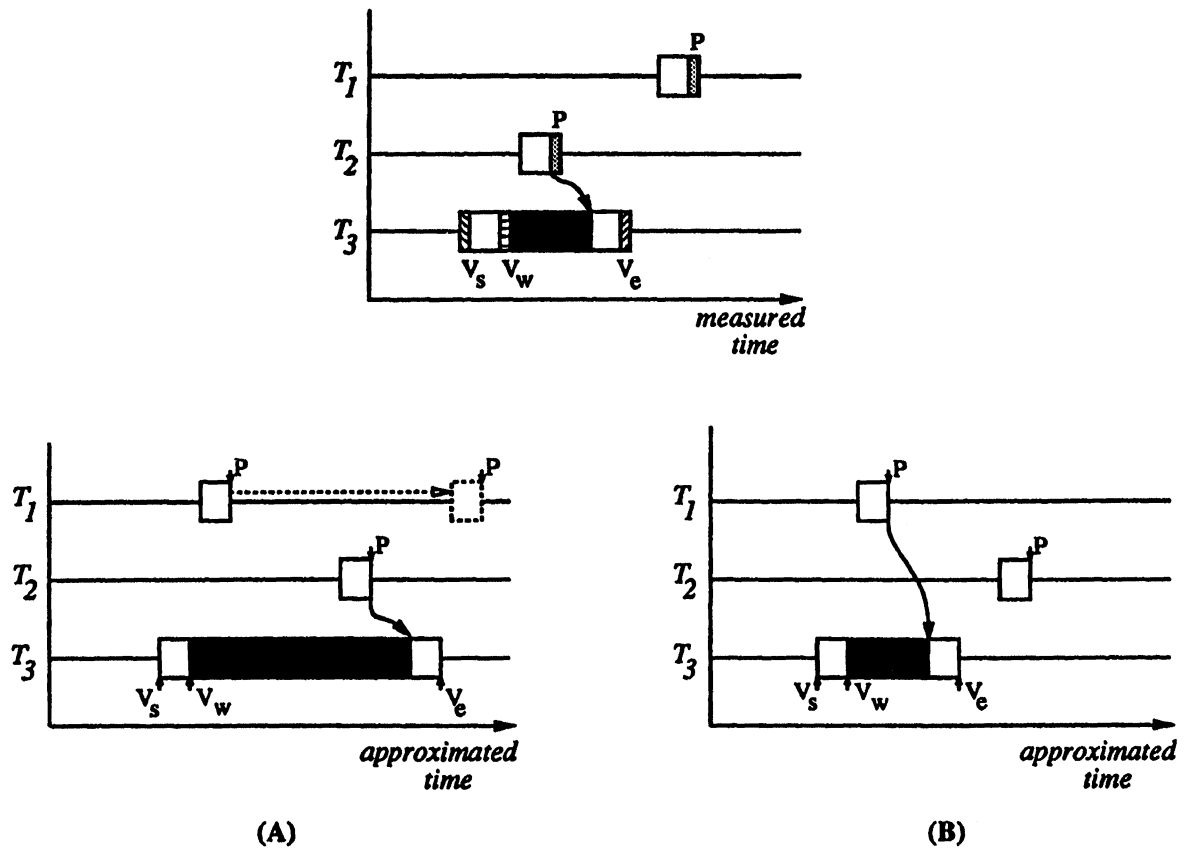 P
T1
P
T2
T3
Vs Vw Ve
measured
time
P P
T1
P
T2
T3
Vs Vw Ve
approximated
time
(A)
P
T1
P
T2
T3
Vs Vw Ve
approximated
time
(B)